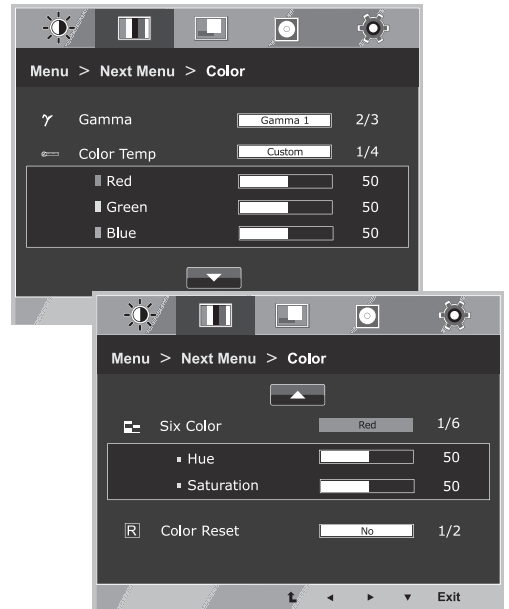 Menu > Next Menu > Color
γ Gamma Gamma 1 2/3
Color Temp Custom 1/4
Red 50
Green 50
Blue 50
Menu > Next Menu > Color
Six Color Red 1/6
Hue 50
Saturation 50
R Color Reset No 1/2
Exit